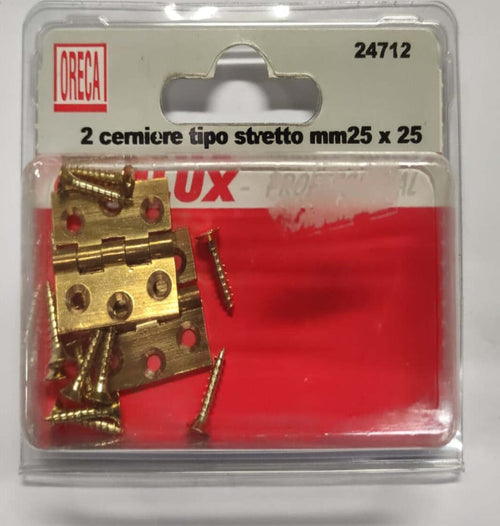 ORECA
24712
2 cerniere tipo stretto mm25 x 25
LUX